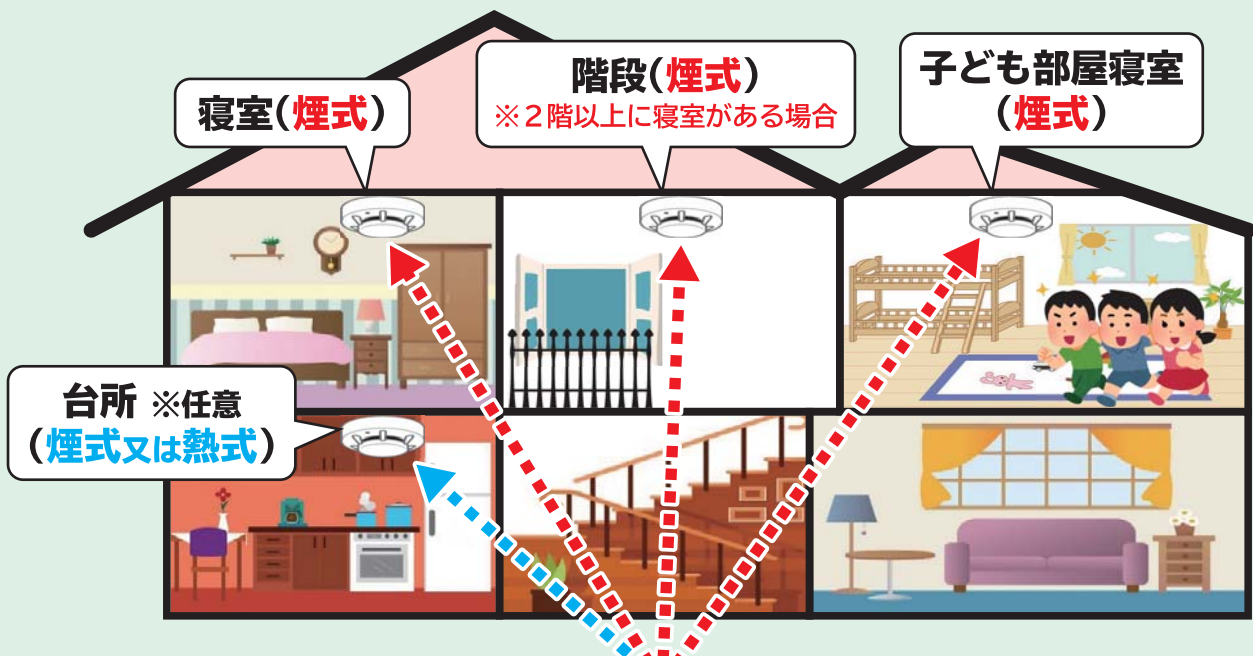 寝室(煙式)
階段(煙式)
※2階以上に寝室がある場合
子ども部屋寝室
(煙式)
台所 ※任意
(煙式又は熱式)